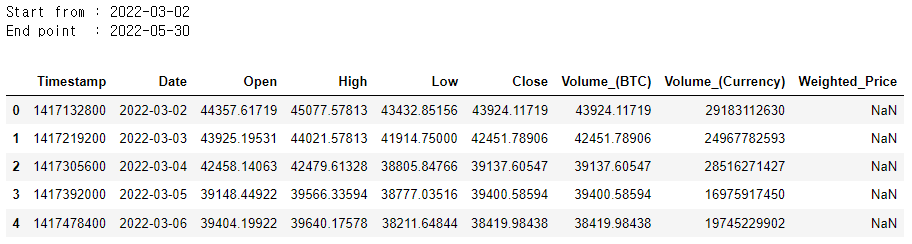 Start from : 2022-03-02
End point  : 2022-05-30
Timestamp Date Open High Low Close Volume_(BTC) Volume_(Currency) Weighted_Price
0 1417132800 2022-03-02 44357.61719 45077.57813 43432.85156 43924.11719 43924.11719 29183112630 NaN
1 1417219200 2022-03-03 43925.19531 44021.57813 41914.75000 42451.78906 42451.78906 24967782593 NaN
2 1417305600 2022-03-04 42458.14063 42479.61328 38805.84766 39137.60547 39137.60547 28516271427 NaN
3 1417392000 2022-03-05 39148.44922 39566.33594 38777.03516 39400.58594 39400.58594 16975917450 NaN
4 1417478400 2022-03-06 39404.19922 39640.17578 38211.64844 38419.98438 38419.98438 19745229902 NaN